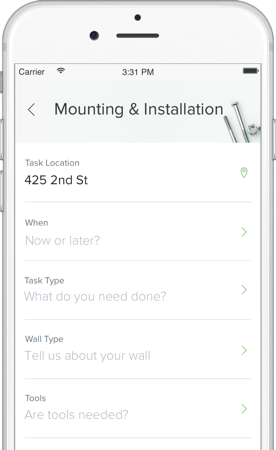 Carrier 3:31 PM
Mounting & Installation
Task Location
425 2nd St
When
Now or later?
Task Type
What do you need done?
Wall Type
Tell us about your wall
Tools
Are tools needed?